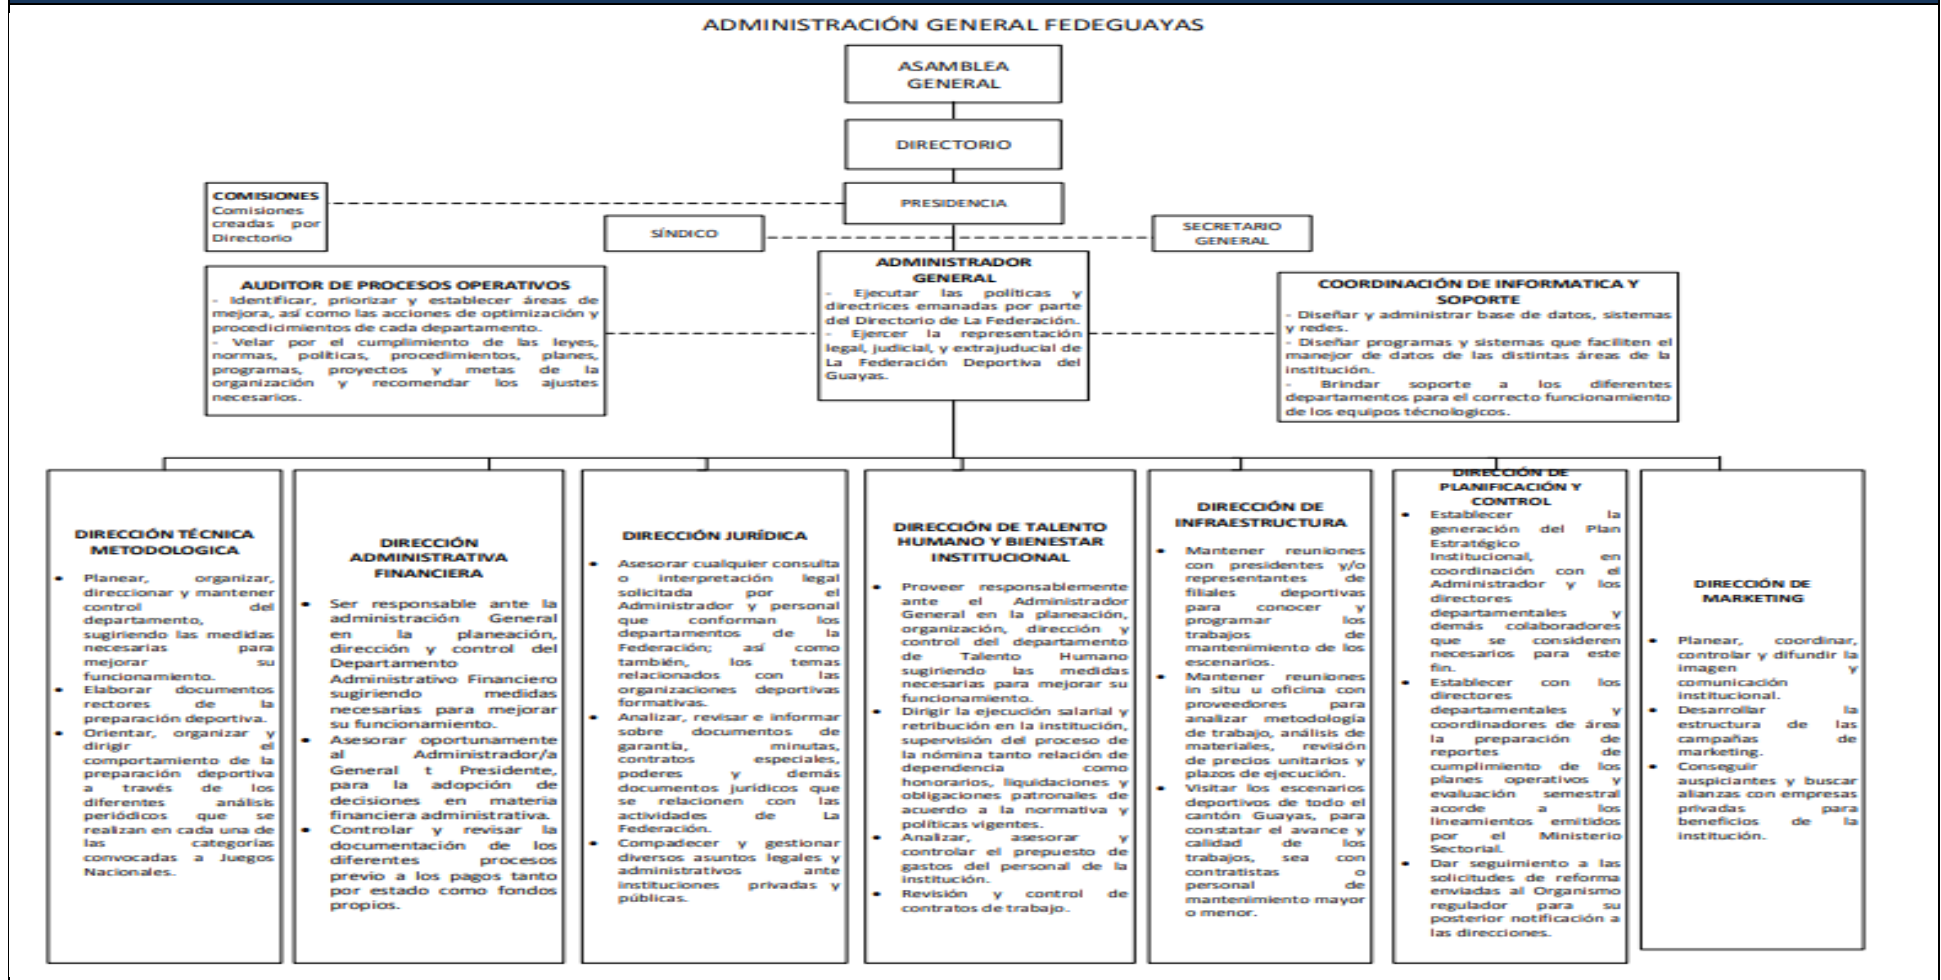 ADMINISTRACIÓN GENERAL FEDEGUAYAS
ASAMBLEA
GENERAL
DIRECTORIO
PRESIDENCIA
COMISIONES
Comisiones
creadas por
Directorio
SÍNDICO
SECRETARIO
GENERAL
ADMINISTRADOR
GENERAL
- Ejecutar las políticas y
directrices emanadas por parte
del Directorio de La Federación.
- Ejercer la representación
legal, judicial, y extrajuducial de
La Federación Deportiva del
Guayas.
AUDITOR DE PROCESOS OPERATIVOS
- Identificar, priorizar y establecer áreas de
mejora, así como las acciones de optimización y
procedicimientos de cada departamento.
- Velar por el cumplimiento de las leyes,
normas, políticas, procedimientos, planes,
programas, proyectos y metas de la
organización y recomendar los ajustes
necesarios.
COORDINACIÓN DE INFORMATICA Y
SOPORTE
- Diseñar y administrar base de datos, sistemas
y redes.
- Diseñar programas y sistemas que faciliten el
manejor de datos de las distintas áreas de la
institución.
- Brindar soporte a los diferentes
departamentos para el correcto funcionamiento
de los equipos técnologicos.
DIRECCIÓN TÉCNICA
METODOLOGICA
• Planear, organizar,
direccionar y mantener
control del
departamento,
sugiriendo las medidas
necesarias para
mejorar su
funcionamiento.
• Elaborar documentos
rectores de la
preparación deportiva.
• Orientar, organizar y
dirigir el
comportamiento de la
preparación deportiva
a través de los
diferentes análisis
periódicos que se
realizan en cada una de
las categorías
convocadas a Juegos
Nacionales.
DIRECCIÓN
ADMINISTRATIVA
FINANCIERA
• Ser responsable ante la
administración General
en la planeación,
dirección y control del
Departamento
Administrativo Financiero
sugiriendo medidas
necesarias para mejorar
su funcionamiento.
• Asesorar oportunamente
al Administrador/a
General t Presidente,
para la adopción de
decisiones en materia
financiera administrativa.
• Controlar y revisar la
documentación de los
diferentes procesos
previo a los pagos tanto
por estado como fondos
propios.
DIRECCIÓN JURÍDICA
• Asesorar cualquier consulta
o interpretación legal
solicitada por el
Administrador y personal
que conforman los
departamentos de la
Federación; así como
también, los temas
relacionados con las
organizaciones deportivas
formativas.
• Analizar, revisar e informar
sobre documentos de
garantía, minutas,
contratos especiales,
poderes y demás
documentos jurídicos que
se relacionen con las
actividades de La
Federación.
• Compadecer y gestionar
diversos asuntos legales y
administrativos ante
instituciones privadas y
públicas.
DIRECCIÓN DE TALENTO
HUMANO Y BIENESTAR
INSTITUCIONAL
• Proveer responsablemente
ante el Administrador
General en la planeación,
organización, dirección y
control del departamento
de Talento Humano
sugiriendo las medidas
necesarias para mejorar su
funcionamiento.
• Dirigir la ejecución salarial y
retribución en la institución,
supervisión del proceso de
la nómina tanto relación de
dependencia como
honorarios, liquidaciones y
obligaciones patronales de
acuerdo a la normativa y
políticas vigentes.
• Analizar, asesorar y
controlar el prepuesto de
gastos del personal de la
institución.
• Revisión y control de
contratos de trabajo.
DIRECCIÓN DE
INFRAESTRUCTURA
• Mantener reuniones
con presidentes y/o
representantes de
filiales deportivas
para conocer y
programar los
trabajos de
mantenimiento de los
escenarios.
• Mantener reuniones
in situ u oficina con
proveedores para
analizar metodología
de trabajo, análisis de
materiales, revisión
de precios unitarios y
plazos de ejecución.
• Visitar los escenarios
deportivos de todo el
cantón Guayas, para
constatar el avance y
calidad de los
trabajos, sea con
contratistas o
personal de
mantenimiento mayor
o menor.
DIRECCIÓN DE
PLANIFICACIÓN Y
CONTROL
• Establecer la
generación del Plan
Estratégico
Institucional, en
coordinación con el
Administrador y los
directores
departamentales y
demás colaboradores
que se consideren
necesarios para este
fin.
• Establecer con los
directores
departamentales y
coordinadores de área
la preparación de
reportes de
cumplimiento de los
planes operativos y
evaluación semestral
acorde a los
lineamientos emitidos
por el Ministerio
Sectorial.
• Dar seguimiento a las
solicitudes de reforma
enviadas al Organismo
regulador para su
posterior notificación a
las direcciones.
DIRECCIÓN DE
MARKETING
• Planear, coordinar,
controlar y difundir la
imagen y
comunicación
institucional.
• Desarrollar la
estructura de las
campañas de
marketing.
• Conseguir
auspiciantes y buscar
alianzas con empresas
privadas para
beneficios de la
institución.